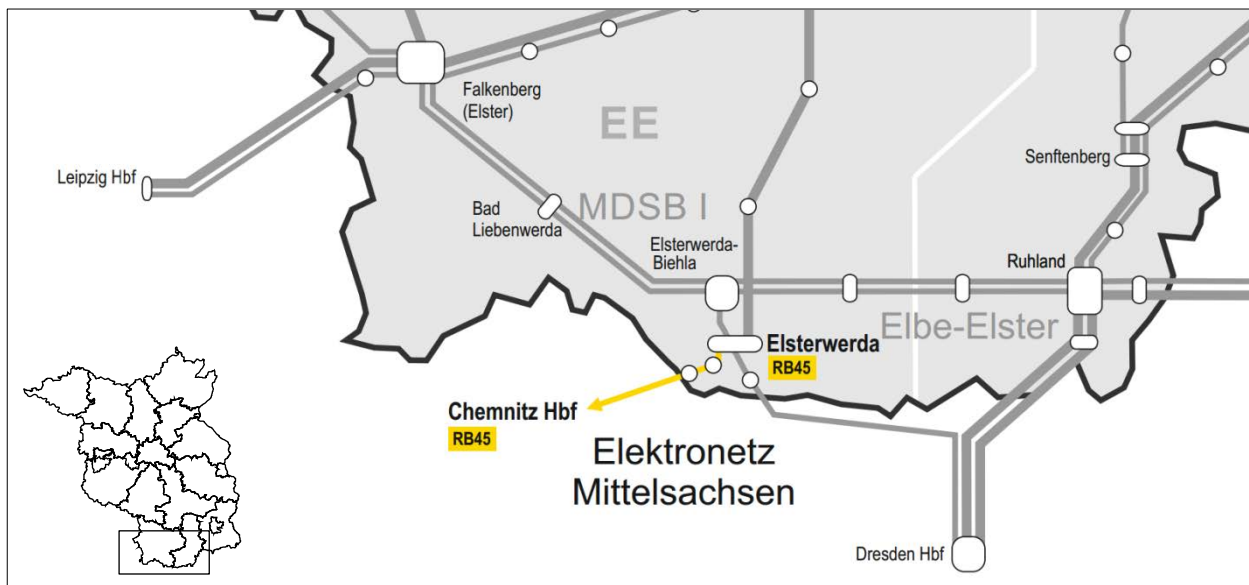 Falkenberg
(Elster)
EE
Leipzig Hbf
Senftenberg
Bad
Liebenwerda
MDSB I
Elsterwerda-
Biehla
Ruhland
Elbe-Elster
Elsterwerda
RB45
Chemnitz Hbf
RB45
Elektronetz
Mittelsachsen
Dresden Hbf